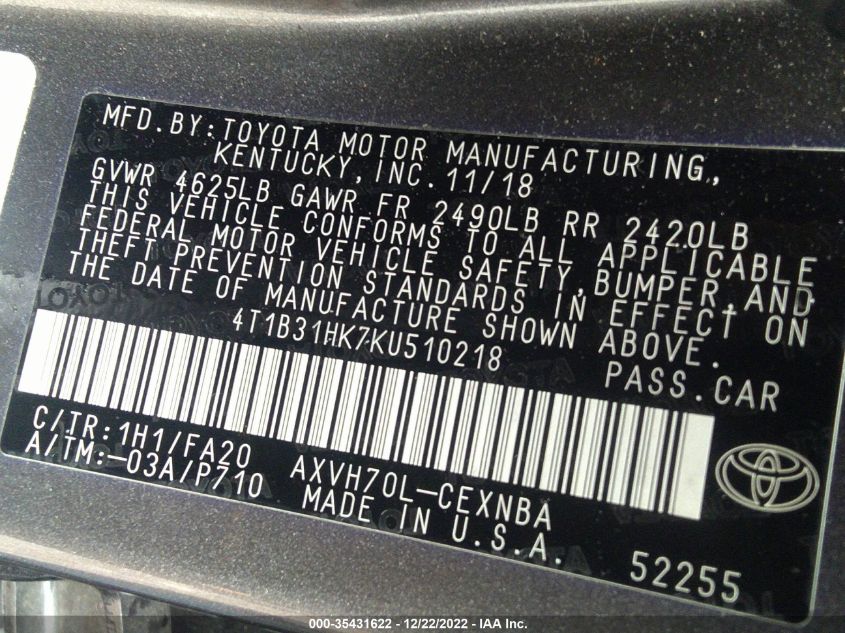 MFD.BY:TOYOTA MOTOR MANUFACTURING,
KENTUCKY,INC. 11/18
GVWR 4625LB GAWR FR 2490LB RR 2420LB
THIS VEHICLE CONFORMS TO ALL APPLICABLE
FEDERAL MOTOR VEHICLE SAFETY,BUMPER,AND
THEFT PREVENTION STANDARDS IN EFFECT ON
THE DATE OF MANUFACTURE SHOWN ABOVE.
4T1B31HK7KU510218
PASS.CAR
C/TR:1H1/FA20
A/TM:-03A/P710
AXVH70L-CEXNBA
MADE IN U.S.A.
52255
000-35431622 - 12/22/2022 - IAA Inc.